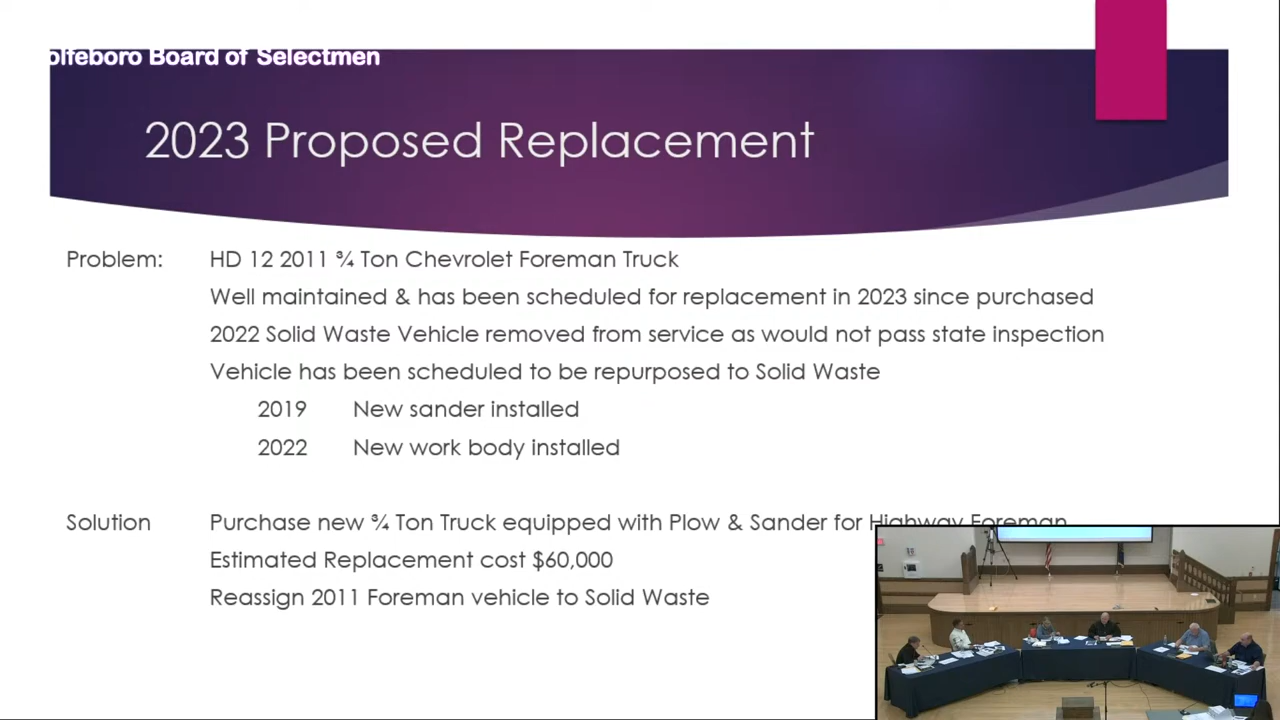 olfeboro Board of Selectmen
2023 Proposed Replacement
Problem: HD 12 2011 ¾ Ton Chevrolet Foreman Truck
Well maintained & has been scheduled for replacement in 2023 since purchased
2022 Solid Waste Vehicle removed from service as would not pass state inspection
Vehicle has been scheduled to be repurposed to Solid Waste
2019 New sander installed
2022 New work body installed
Solution Purchase new ¾ Ton Truck equipped with Plow & Sander for Highway Foreman
Estimated Replacement cost $60,000
Reassign 2011 Foreman vehicle to Solid Waste